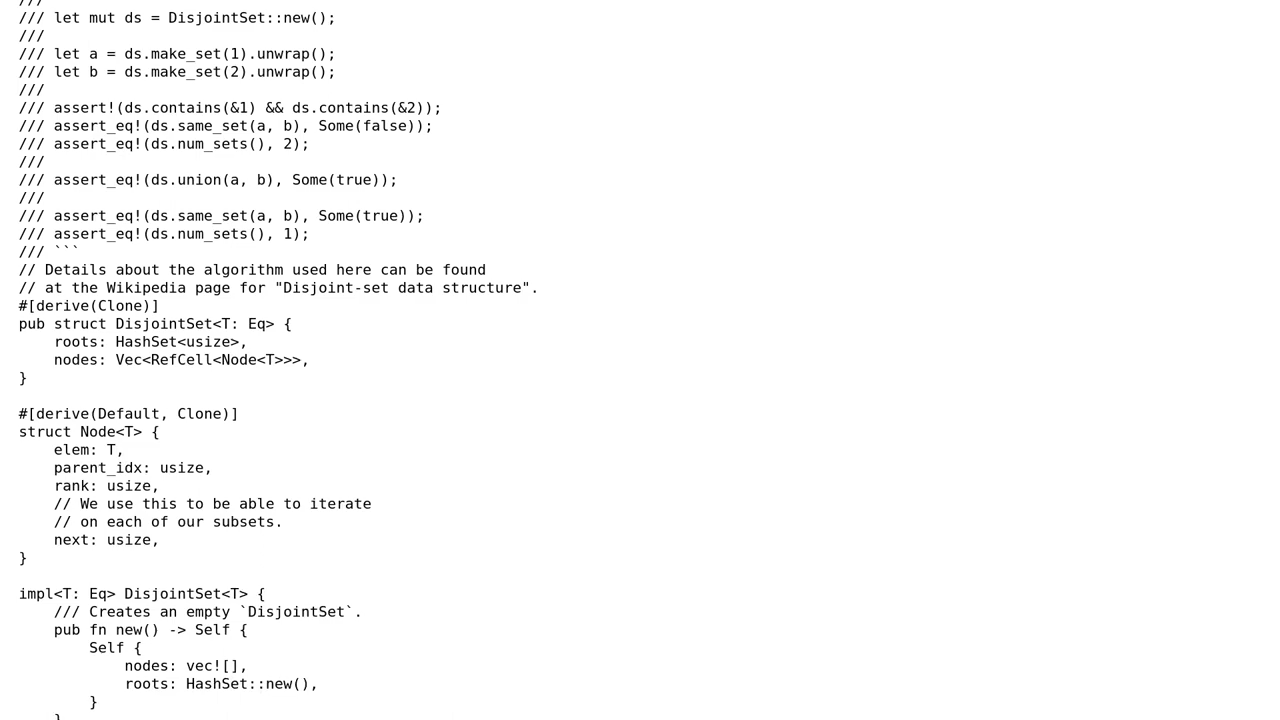 ///
/// let mut ds = DisjointSet::new();
///
/// let a = ds.make_set(1).unwrap();
/// let b = ds.make_set(2).unwrap();
///
/// assert!(ds.contains(&1) && ds.contains(&2));
/// assert_eq!(ds.same_set(a, b), Some(false));
/// assert_eq!(ds.num_sets(), 2);
///
/// assert_eq!(ds.union(a, b), Some(true));
///
/// assert_eq!(ds.same_set(a, b), Some(true));
/// assert_eq!(ds.num_sets(), 1);
/// ```
// Details about the algorithm used here can be found
// at the Wikipedia page for "Disjoint-set data structure".
#[derive(Clone)]
pub struct DisjointSet<T: Eq> {
    roots: HashSet<usize>,
    nodes: Vec<RefCell<Node<T>>>,
}

#[derive(Default, Clone)]
struct Node<T> {
    elem: T,
    parent_idx: usize,
    rank: usize,
    // We use this to be able to iterate
    // on each of our subsets.
    next: usize,
}

impl<T: Eq> DisjointSet<T> {
    /// Creates an empty `DisjointSet`.
    pub fn new() -> Self {
        Self {
            nodes: vec![],
            roots: HashSet::new(),
        }
    }